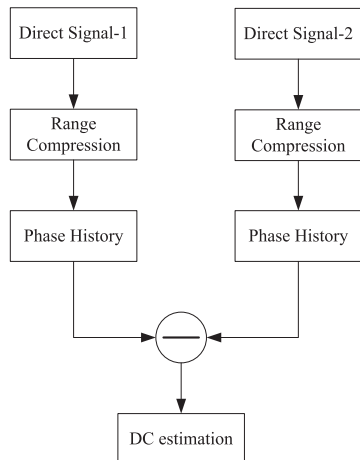 Direct Signal-1
Direct Signal-2
Range
Compression
Range
Compression
Phase History
Phase History
DC estimation